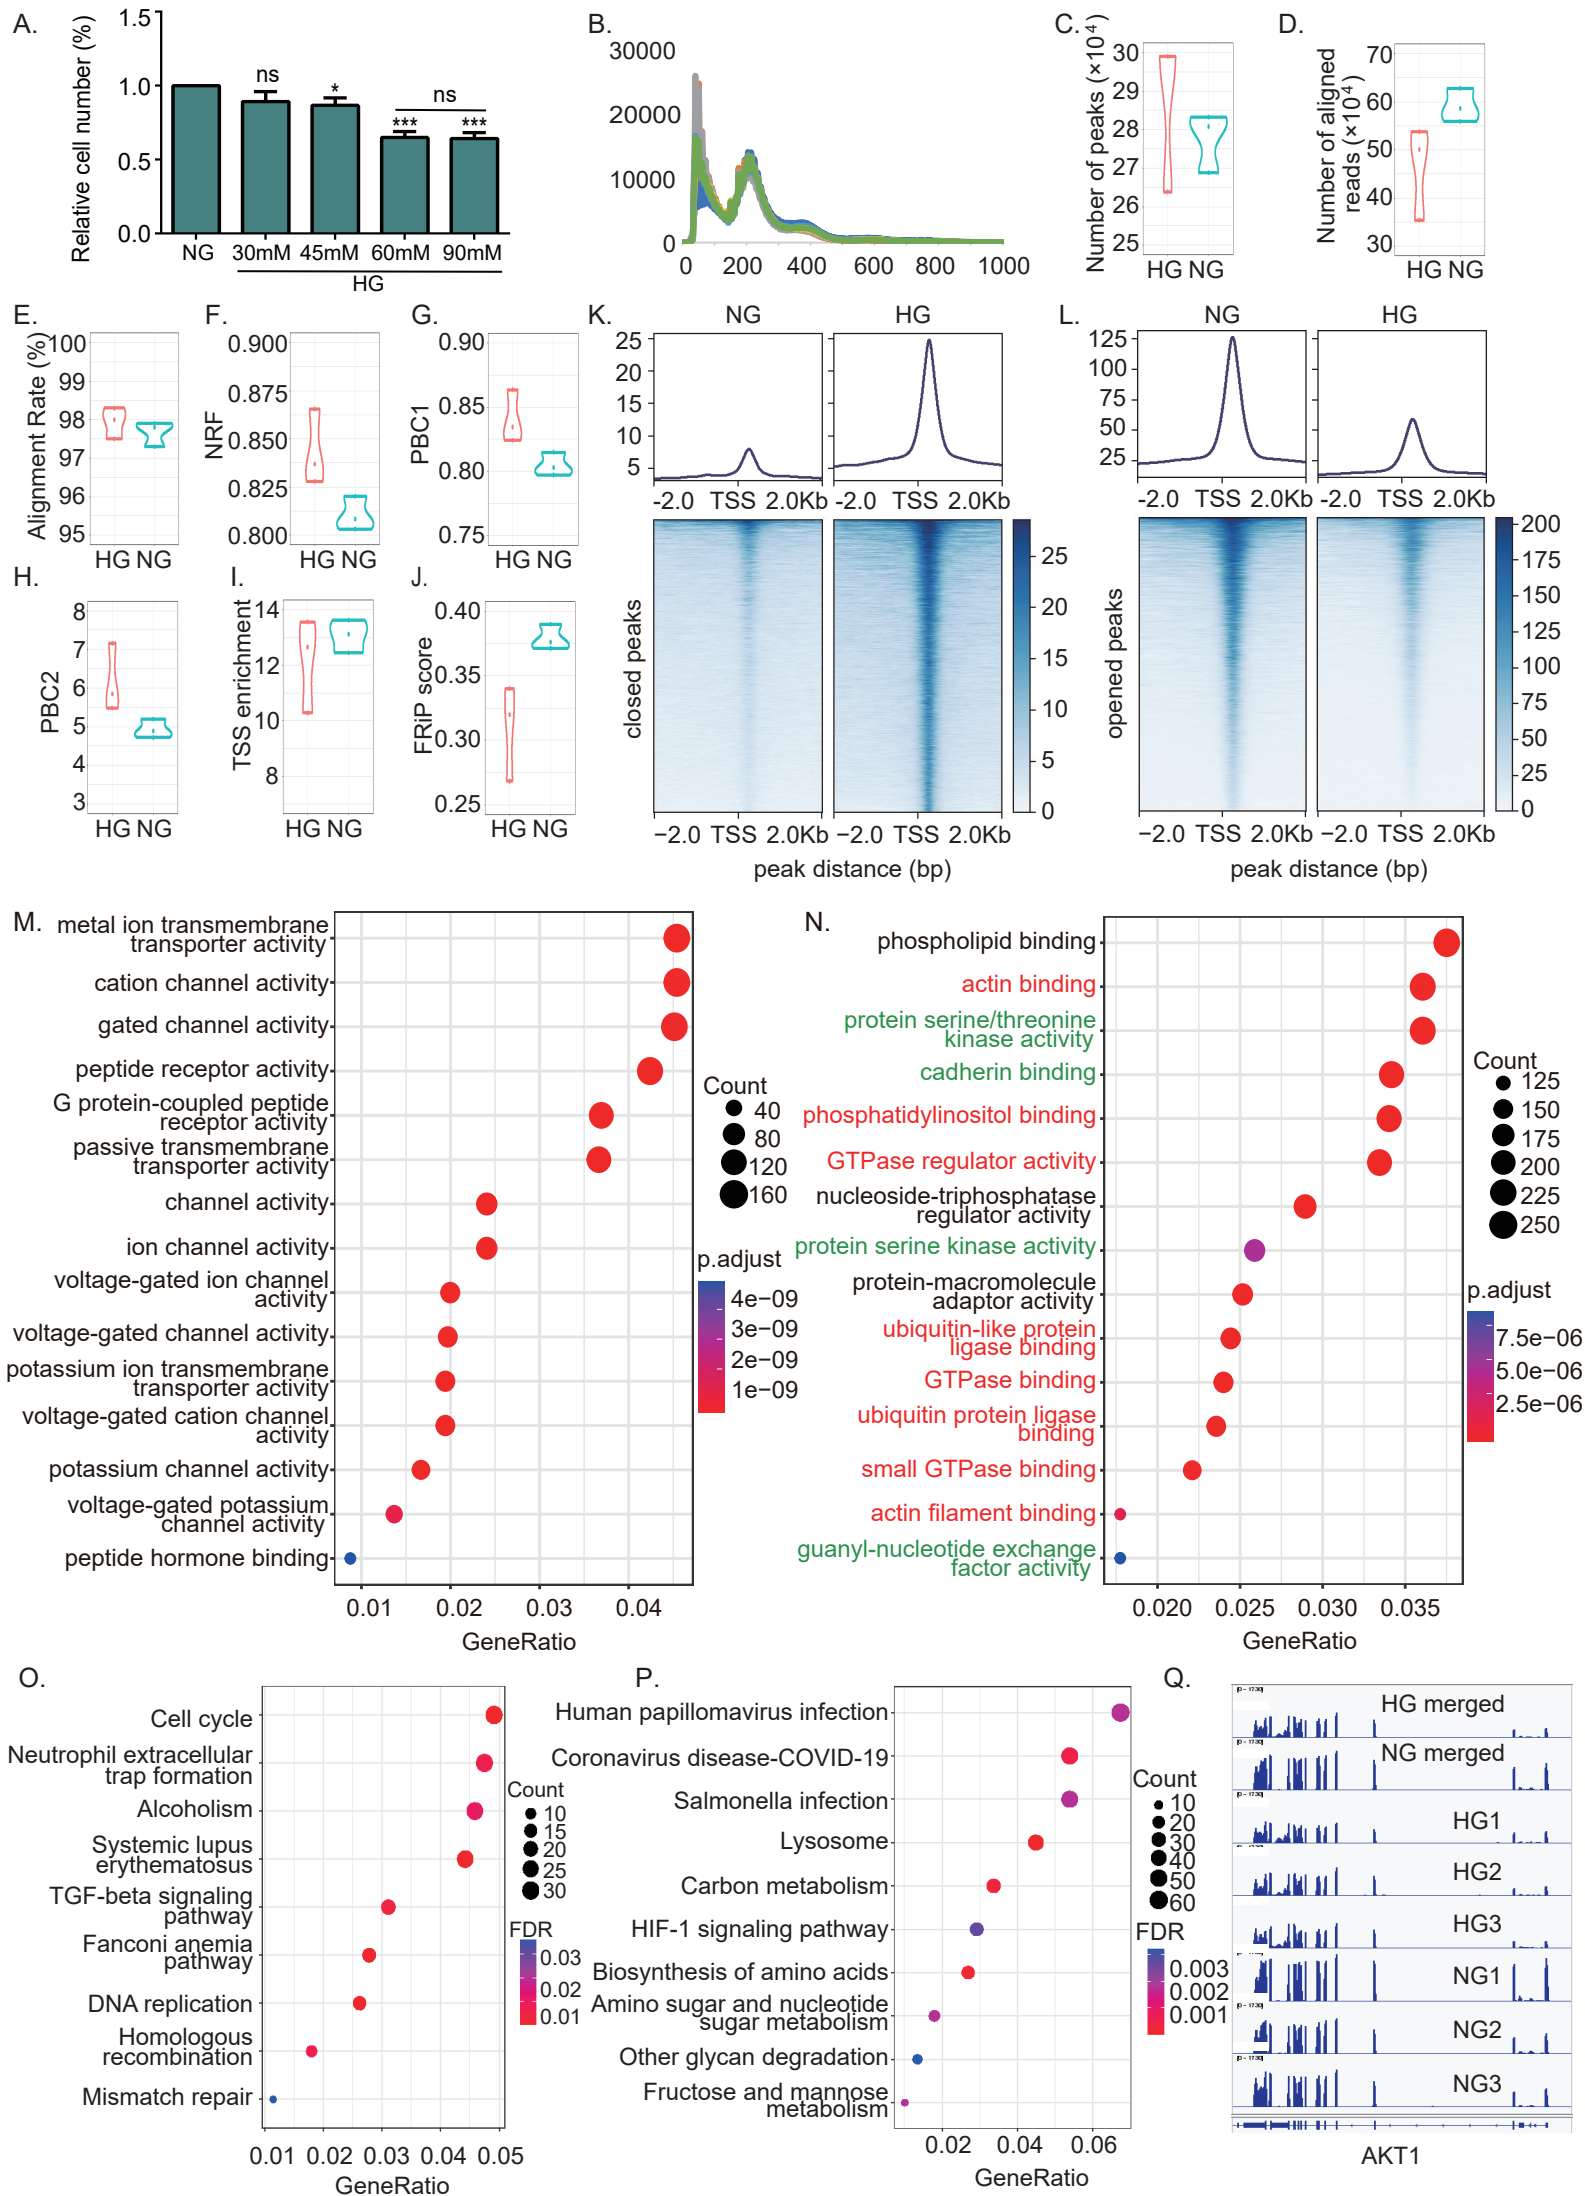 A.
Relative cell number (%)
1.5
1.0
0.5
0.0
ns
*
ns
***
***
NG
30mM
45mM
60mM
90mM
HG
B.
30000
20000
10000
0
0
200
400
600
800
1000
C.
Number of peaks (×10⁴)
30
29
28
27
26
25
HG NG
D.
Number of aligned
reads (×10⁴)
70
60
50
40
30
HG NG
E.
Alignment Rate (%)
100
99
98
97
96
95
HG NG
F.
NRF
0.900
0.875
0.850
0.825
0.800
HG NG
G.
PBC1
0.90
0.85
0.80
0.75
HG NG
H.
PBC2
8
7
6
5
4
3
HG NG
I.
TSS enrichment
14
12
10
8
HG NG
J.
FRiP score
0.40
0.35
0.30
0.25
HG NG
K.
NG
HG
25
20
15
10
5
-2.0 TSS 2.0Kb
-2.0 TSS 2.0Kb
closed peaks
25
20
15
10
5
0
−2.0 TSS 2.0Kb
−2.0 TSS 2.0Kb
peak distance (bp)
L.
NG
HG
125
100
75
50
25
-2.0 TSS 2.0Kb
-2.0 TSS 2.0Kb
opened peaks
200
175
150
125
100
75
50
25
0
−2.0 TSS 2.0Kb
−2.0 TSS 2.0Kb
peak distance (bp)
M.
metal ion transmembrane
transporter activity
cation channel activity
gated channel activity
peptide receptor activity
G protein-coupled peptide
receptor activity
passive transmembrane
transporter activity
channel activity
ion channel activity
voltage-gated ion channel
activity
voltage-gated channel activity
potassium ion transmembrane
transporter activity
voltage-gated cation channel
activity
potassium channel activity
voltage-gated potassium
channel activity
peptide hormone binding
0.01
0.02
0.03
0.04
GeneRatio
Count
40
80
120
160
p.adjust
4e−09
3e−09
2e−09
1e−09
N.
phospholipid binding
actin binding
protein serine/threonine
kinase activity
cadherin binding
phosphatidylinositol binding
GTPase regulator activity
nucleoside-triphosphatase
regulator activity
protein serine kinase activity
protein-macromolecule
adaptor activity
ubiquitin-like protein
ligase binding
GTPase binding
ubiquitin protein ligase
binding
small GTPase binding
actin filament binding
guanyl-nucleotide exchange
factor activity
0.020
0.025
0.030
0.035
GeneRatio
Count
125
150
175
200
225
250
p.adjust
7.5e−06
5.0e−06
2.5e−06
O.
Cell cycle
Neutrophil extracellular
trap formation
Alcoholism
Systemic lupus
erythematosus
TGF-beta signaling
pathway
Fanconi anemia
pathway
DNA replication
Homologous
recombination
Mismatch repair
0.01 0.02 0.03 0.04 0.05
GeneRatio
Count
10
15
20
25
30
FDR
0.03
0.02
0.01
P.
Human papillomavirus infection
Coronavirus disease-COVID-19
Salmonella infection
Lysosome
Carbon metabolism
HIF-1 signaling pathway
Biosynthesis of amino acids
Amino sugar and nucleotide
sugar metabolism
Other glycan degradation
Fructose and mannose
metabolism
0.02
0.04
0.06
GeneRatio
Count
10
20
30
40
50
60
FDR
0.003
0.002
0.001
Q.
[0 - 1730]
HG merged
[0 - 1730]
NG merged
[0 - 1730]
HG1
[0 - 1730]
HG2
[0 - 1730]
HG3
[0 - 1730]
NG1
[0 - 1730]
NG2
[0 - 1730]
NG3
AKT1